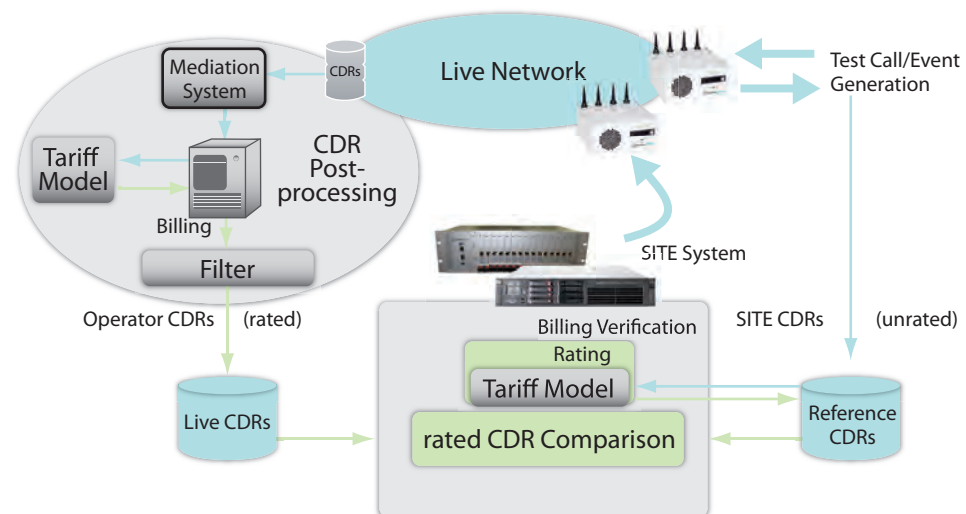 Mediation
System
CDRs
Live Network
Test Call/Event
Generation
Tariff
Model
CDR
Post-
processing
Billing
Filter
SITE System
Operator CDRs (rated)
Billing Verification
SITE CDRs (unrated)
Rating
Tariff Model
Live CDRs
rated CDR Comparison
Reference
CDRs